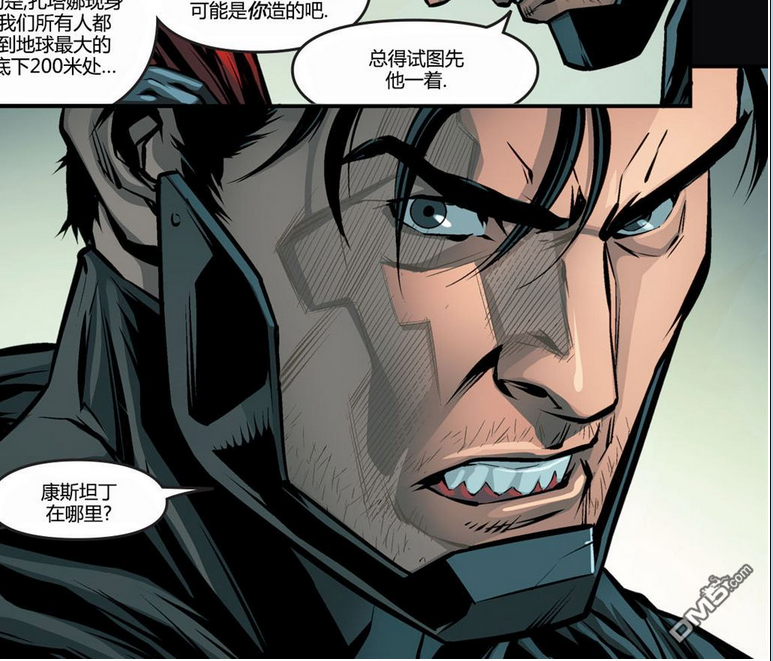 是,扎塔娜现身
我们所有人都
到地球最大的
底下200米处...
可能是你造的吧.
总得试图先
他一着.
康斯坦丁
在哪里?
DM5.com